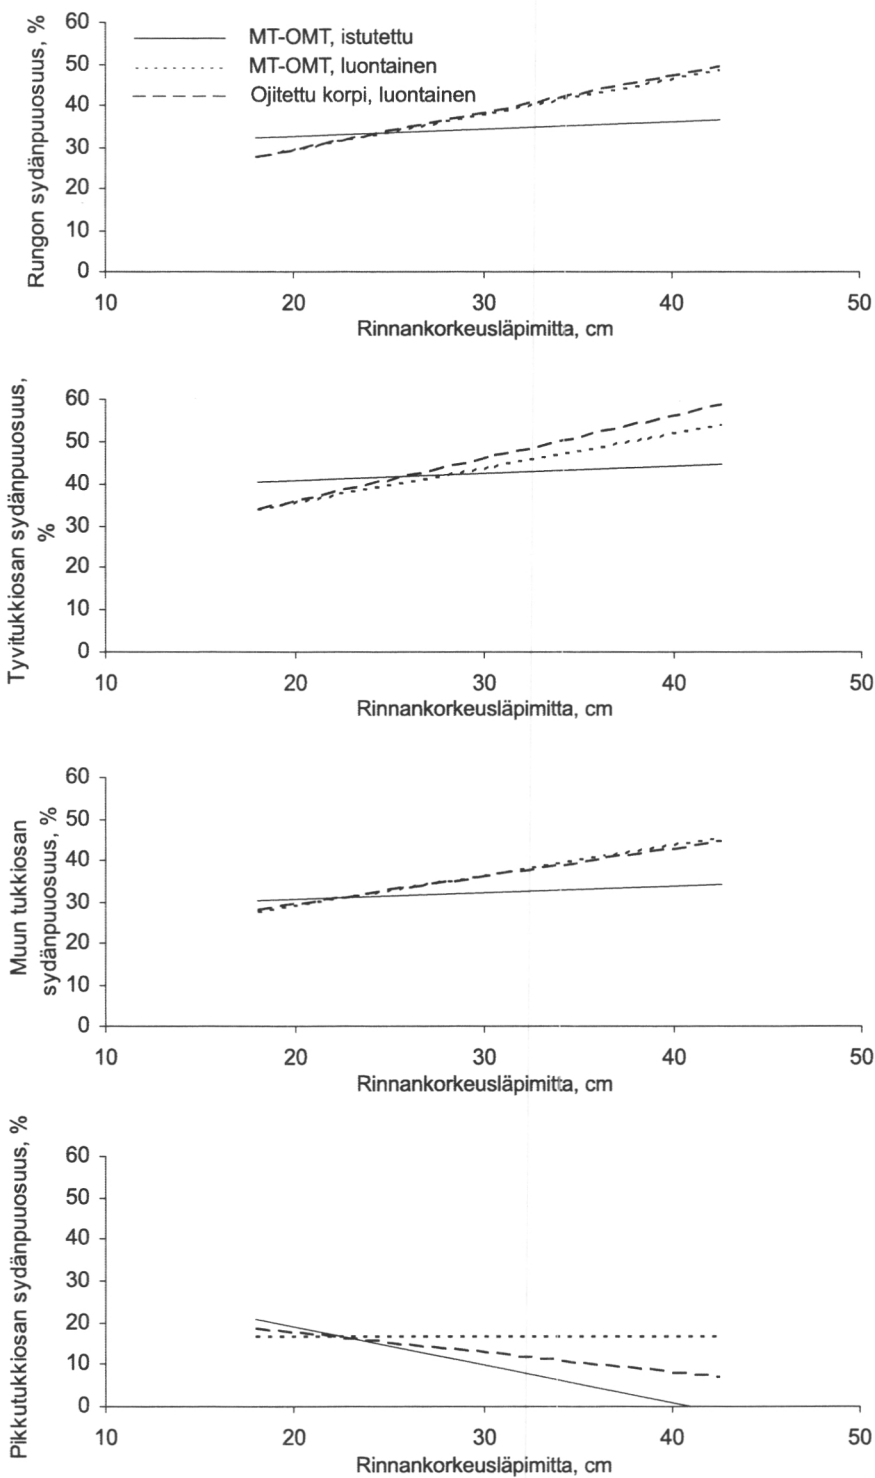 Rungon sydänpuuosuus, %
60
50
40
30
20
10
0
MT-OMT, istutettu
MT-OMT, luontainen
Ojitettu korpi, luontainen
10 20 30 40 50
Rinnankorkeusläpimitta, cm
Tyvitukkiosan sydänpuuosuus,
%
60
50
40
30
20
10
0
10 20 30 40 50
Rinnankorkeusläpimitta, cm
Muun tukkiosan
sydänpuuosuus, %
60
50
40
30
20
10
0
10 20 30 40 50
Rinnankorkeusläpimitta, cm
Pikkutukkiosan sydänpuuosuus, %
60
50
40
30
20
10
0
10 20 30 40 50
Rinnankorkeusläpimitta, cm